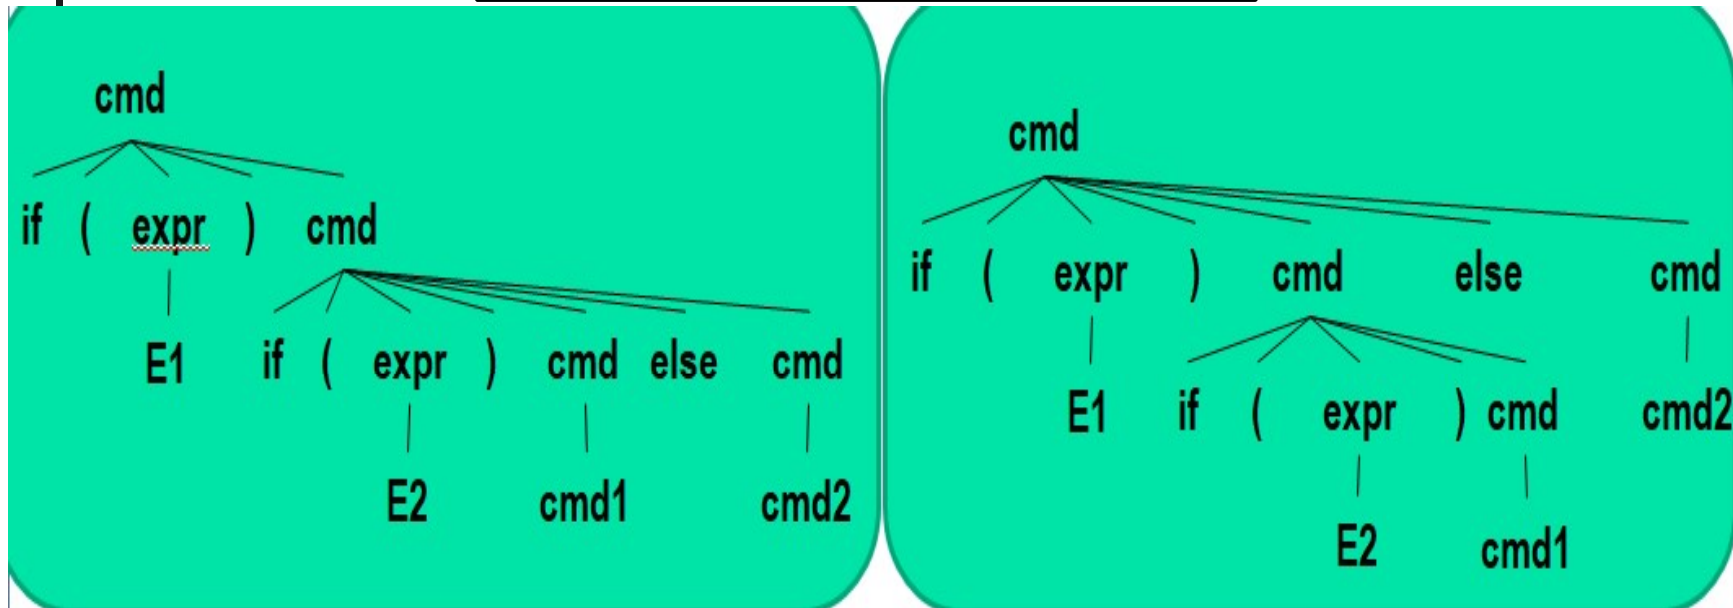 cmd
if ( expr ) cmd
E1 if ( expr ) cmd else cmd
E2 cmd1 cmd2
cmd
if ( expr ) cmd else cmd
E1 if ( expr ) cmd cmd2
E2 cmd1